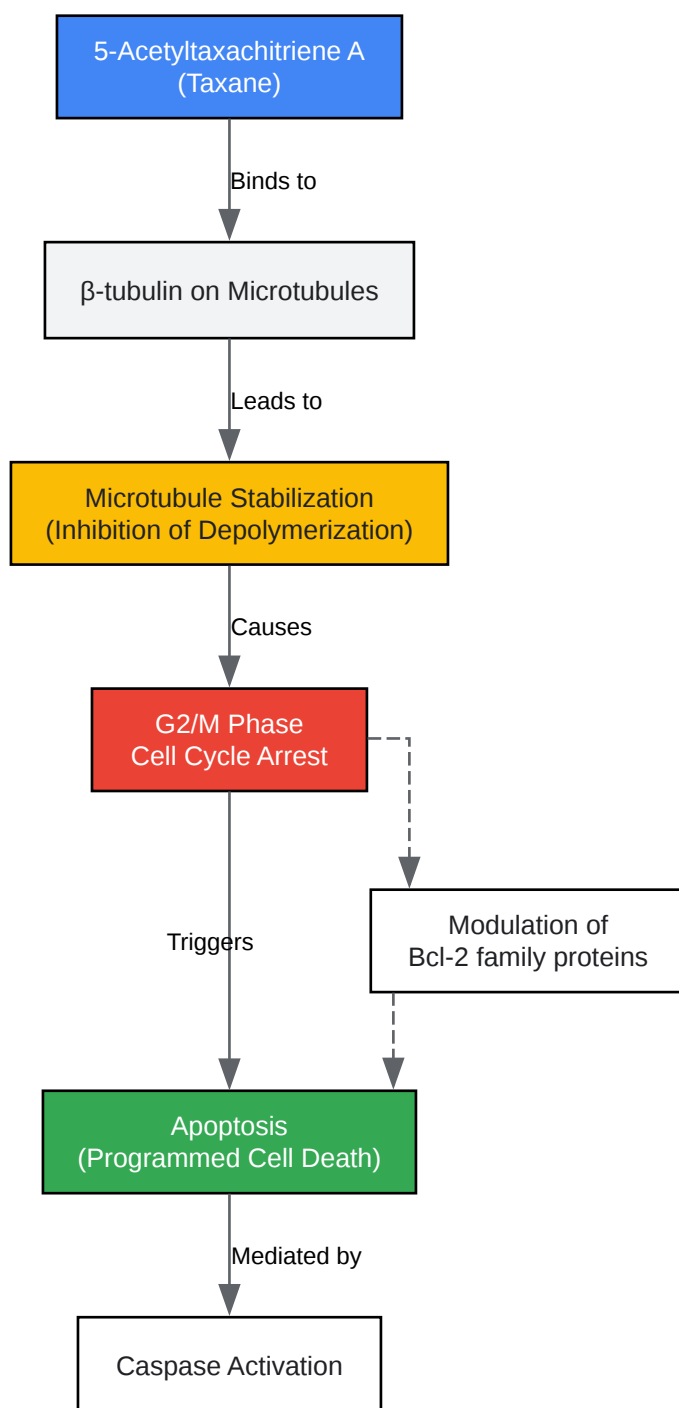 5-Acetyltaxachitriene A
(Taxane)
Binds to
β-tubulin on Microtubules
Leads to
Microtubule Stabilization
(Inhibition of Depolymerization)
Causes
G2/M Phase
Cell Cycle Arrest
Modulation of
Bcl-2 family proteins
Triggers
Apoptosis
(Programmed Cell Death)
Mediated by
Caspase Activation